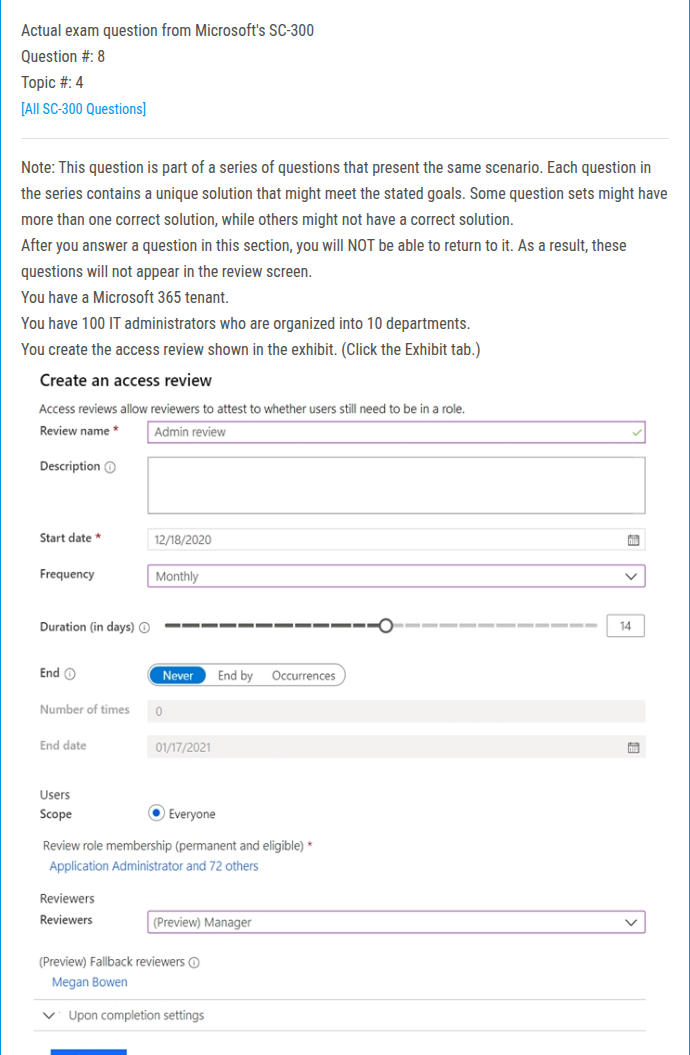 Actual exam question from Microsoft's SC-300
Question #: 8
Topic #: 4
[All SC-300 Questions]
Note: This question is part of a series of questions that present the same scenario. Each question in
the series contains a unique solution that might meet the stated goals. Some question sets might have
more than one correct solution, while others might not have a correct solution.
After you answer a question in this section, you will NOT be able to return to it. As a result, these
questions will not appear in the review screen.
You have a Microsoft 365 tenant.
You have 100 IT administrators who are organized into 10 departments.
You create the access review shown in the exhibit. (Click the Exhibit tab.)
Create an access review
Access reviews allow reviewers to attest to whether users still need to be in a role.
Review name * Admin review
Description
Start date * 12/18/2020
Frequency Monthly
Duration (in days) 14
End Never End by Occurrences
Number of times 0
End date 01/17/2021
Users
Scope Everyone
Review role membership (permanent and eligible) *
Application Administrator and 72 others
Reviewers
Reviewers (Preview) Manager
(Preview) Fallback reviewers
Megan Bowen
Upon completion settings